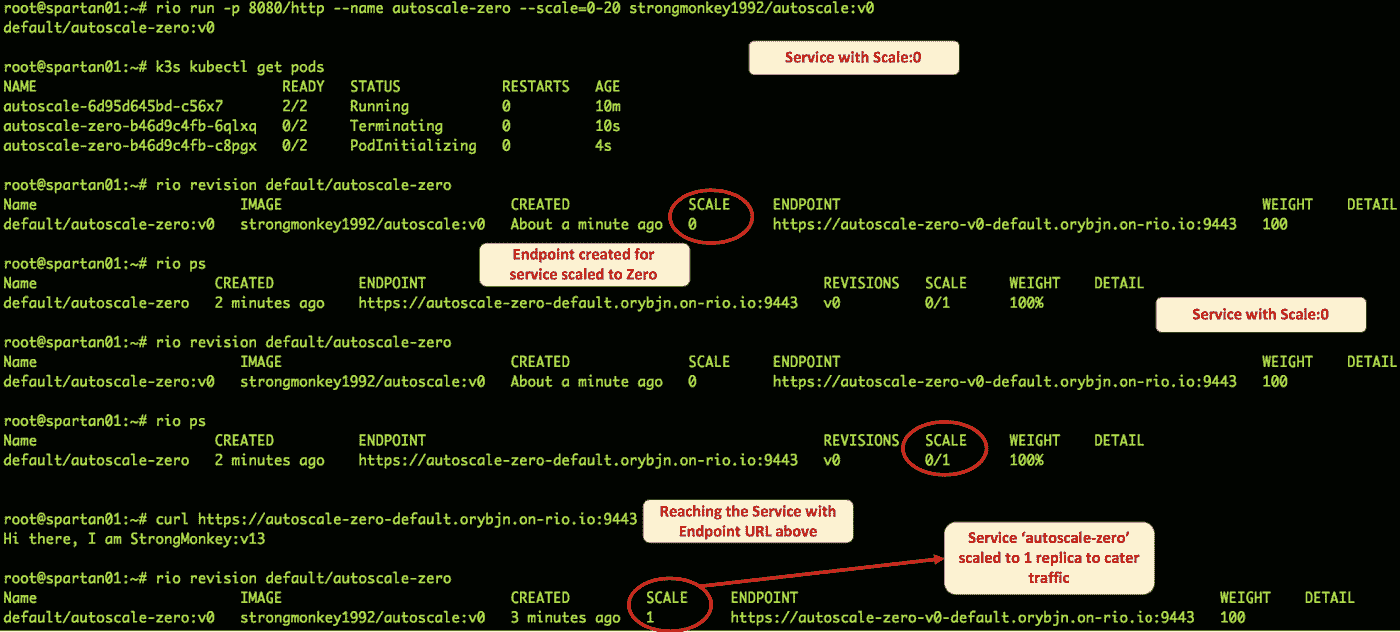 root@spartan01:~# rio run -p 8080/http --name autoscale-zero --scale=0-20 strongmonkey1992/autoscale:v0
default/autoscale-zero:v0
Service with Scale:0
root@spartan01:~# k3s kubectl get pods
NAME READY STATUS RESTARTS AGE
autoscale-6d95d645bd-c56x7 2/2 Running 0 10m
autoscale-zero-b46d9c4fb-6qlxq 0/2 Terminating 0 10s
autoscale-zero-b46d9c4fb-c8pgx 0/2 PodInitializing 0 4s
root@spartan01:~# rio revision default/autoscale-zero
Name IMAGE CREATED SCALE ENDPOINT WEIGHT DETAIL
default/autoscale-zero:v0 strongmonkey1992/autoscale:v0 About a minute ago 0 https://autoscale-zero-v0-default.orybjn.on-rio.io:9443 100
Endpoint created for
service scaled to Zero
root@spartan01:~# rio ps
Name CREATED ENDPOINT REVISIONS SCALE WEIGHT DETAIL
default/autoscale-zero 2 minutes ago https://autoscale-zero-default.orybjn.on-rio.io:9443 v0 0/1 100%
Service with Scale:0
root@spartan01:~# rio revision default/autoscale-zero
Name IMAGE CREATED SCALE ENDPOINT WEIGHT DETAIL
default/autoscale-zero:v0 strongmonkey1992/autoscale:v0 About a minute ago 0 https://autoscale-zero-v0-default.orybjn.on-rio.io:9443 100
root@spartan01:~# rio ps
Name CREATED ENDPOINT REVISIONS SCALE WEIGHT DETAIL
default/autoscale-zero 2 minutes ago https://autoscale-zero-default.orybjn.on-rio.io:9443 v0 0/1 100%
root@spartan01:~# curl https://autoscale-zero-default.orybjn.on-rio.io:9443
Hi there, I am StrongMonkey:v13
Reaching the Service with
Endpoint URL above
Service ‘autoscale-zero’
scaled to 1 replica to cater
traffic
root@spartan01:~# rio revision default/autoscale-zero
Name IMAGE CREATED SCALE ENDPOINT WEIGHT DETAIL
default/autoscale-zero:v0 strongmonkey1992/autoscale:v0 3 minutes ago 1 https://autoscale-zero-v0-default.orybjn.on-rio.io:9443 100